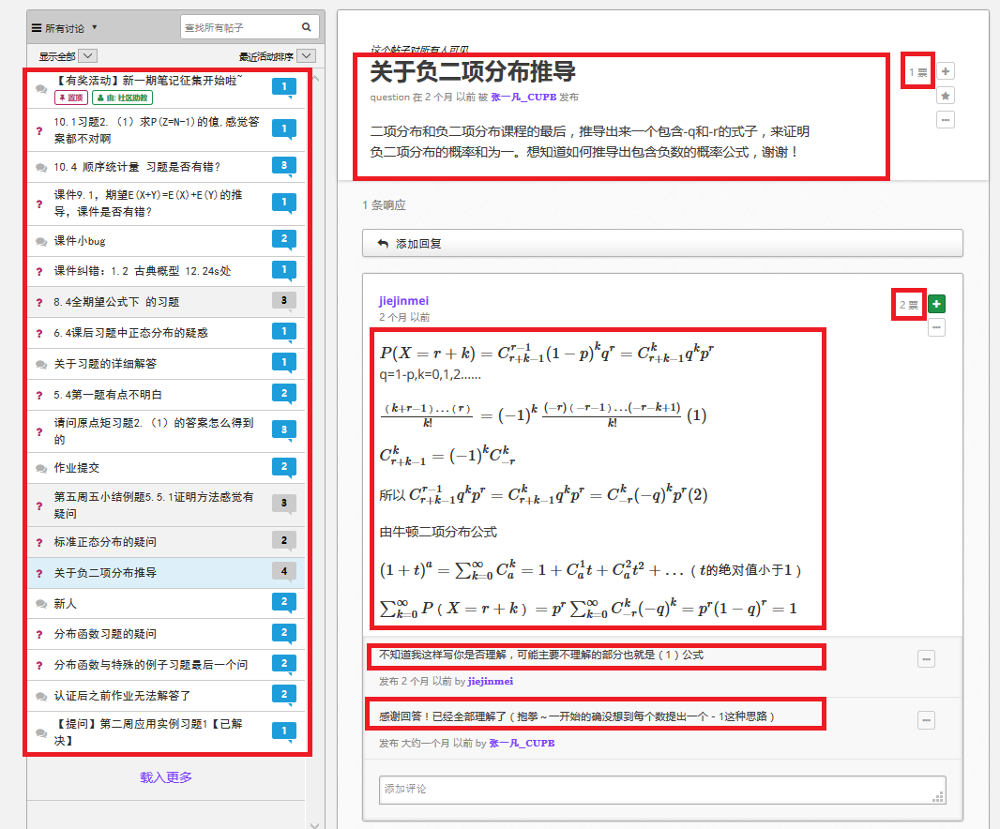 所有讨论
查找所有帖子
显示全部
最近活动排序
【有奖活动】新一期笔记征集开始啦~
置顶 由: 社区助教
1
10.1习题2.（1）求P(Z=N-1)的值,感觉答
案都不对啊
1
10.4 顺序统计量 习题是否有错？
3
课件9.1，期望E(X+Y)=E(X)+E(Y)的推
导，课件是否有错？
1
课件小bug
2
课件纠错：1.2 古典概型 12.24s处
1
8.4全期望公式下 的习题
3
6.4课后习题中正态分布的疑惑
1
关于习题的详细解答
1
5.4第一题有点不明白
2
请问原点矩习题2.（1）的答案怎么得到
的
3
作业提交
2
第五周五小结例题5.5.1证明方法感觉有
疑问
3
标准正态分布的疑问
2
关于负二项分布推导
4
新人
2
分布函数习题的疑问
2
分布函数与特殊的例子习题最后一个问
2
认证后之前作业无法解答了
2
【提问】第二周应用实例习题1【已解
决】
1
载入更多
这个帖子对所有人可见
关于负二项分布推导
1 票
question 在 2 个月 以前 被 张一凡_CUPB 发布
二项分布和负二项分布课程的最后，推导出来一个包含-q和-r的式子，来证明
负二项分布的概率和为一。想知道如何推导出包含负数的概率公式，谢谢！
1 条响应
添加回复
jiejinmei
2 票
2 个月 以前
P(X = r + k) = C_{r+k−1}^{r−1}(1 − p)^k q^r = C_{r+k−1}^k q^k p^r
q=1-p,k=0,1,2......
\frac{(k+r−1)...(r)}{k!} = (−1)^k \frac{(−r)(−r−1)...(−r−k+1)}{k!} (1)
C_{r+k−1}^k = (−1)^k C_{−r}^k
所以 C_{r+k−1}^{r−1} q^k p^r = C_{r+k−1}^k q^k p^r = C_{−r}^k (−q)^k p^r (2)
由牛顿二项分布公式
(1 + t)^a = ∑_{k=0}^∞ C_a^k = 1 + C_a^1 t + C_a^2 t^2 + ...（t的绝对值小于1）
∑_{k=0}^∞ P（X = r + k）= p^r ∑_{k=0}^∞ C_{−r}^k (−q)^k = p^r (1 − q)^r = 1
不知道我这样写你是否理解，可能主要不理解的部分也就是（1）公式
发布 2 个月 以前 by jiejinmei
感谢回答！已经全部理解了（抱拳～一开始的确没想到每个数提出一个－1这种思路）
发布 大约一个月 以前 by 张一凡_CUPB
添加评论